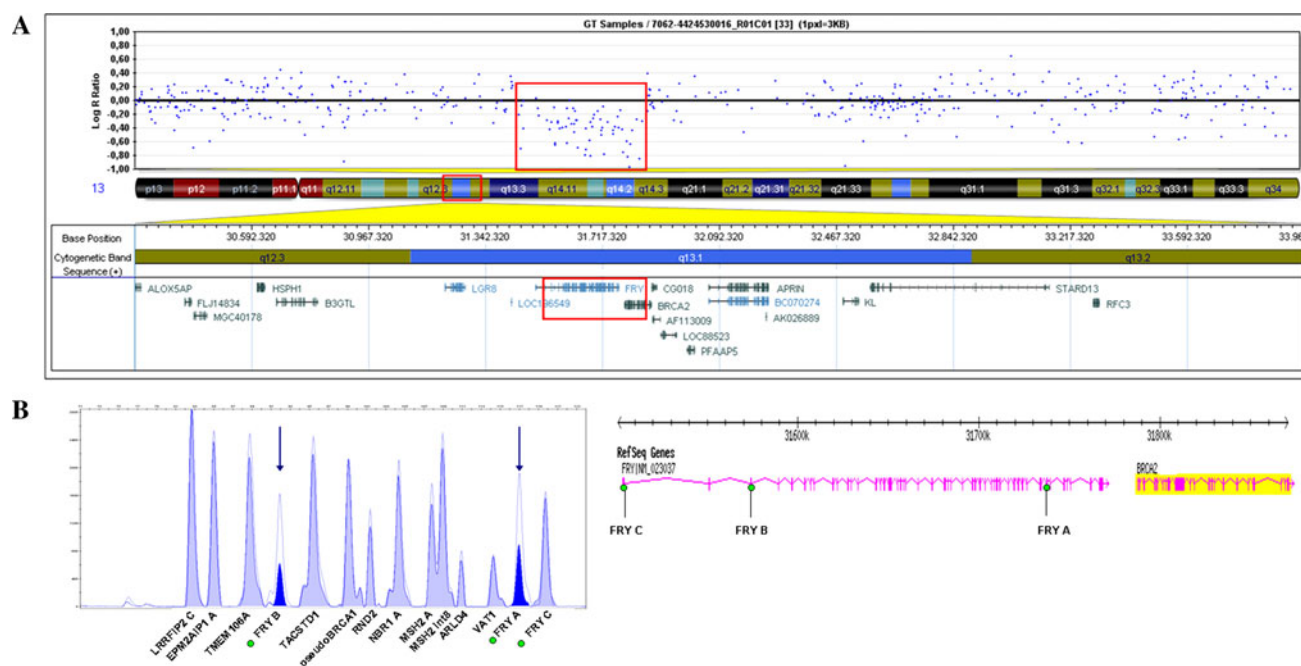 A
GT Samples / 7062-4424530016_R01C01 [33] (1pxl=3KB)
Log R Ratio
1,00
0,80
0,60
0,40
0,20
0,00
-0,20
-0,40
-0,60
-0,80
-1,00
13 p13 p12 p11:2 p11:1 q11 q12.11 q12.3 q13.3 q14.11 q14:2 q14:3 q21:1 q21.2 q21.31 q21.32 q21:33 q31:1 q31:3 q32:1 q32:3 q33:1 q33:3 q34
Base Position 30.592.320 30.967.320 31.342.320 31.717.320 32.092.320 32.467.320 32.842.320 33.217.320 33.592.320
Cytogenetic Band q12.3 q13.1 q13.2
Sequence (+)
ALOX5AP HSPH1 LGR8 FRY CG018 APRIN STARD13
FLJ14834 B3GTL BRCA2 BC070274 KL RFC3
MGC40178 AF113009 AK026889
LOC88523
PFAAP5
B
LRRFIP2 C
EPM2AIP1 A
TMEM106A
FRY B
TACSTD1
pseudoBRCA1
RND2
NBR1 A
MSH2 A
MSH2 Int8
ARLD4
VAT1
FRY A
FRY C
31600k 31700k 31800k
RefSeq Genes
FRY|NM_023037 BRCA2
FRY C FRY B FRY A